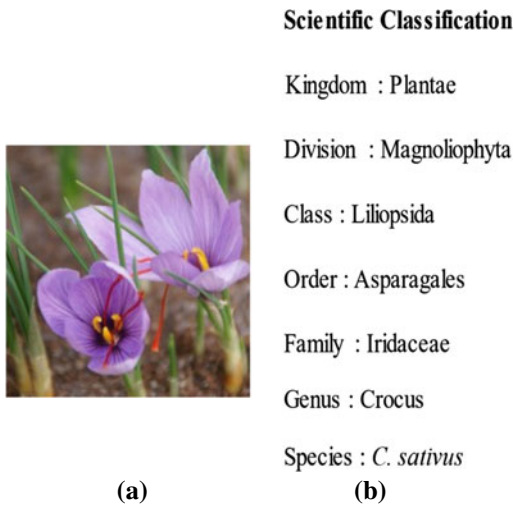 Scientific Classification
Kingdom : Plantae
Division : Magnoliophyta
Class : Liliopsida
Order : Asparagales
Family : Iridaceae
Genus : Crocus
Species : C. sativus
(a) (b)